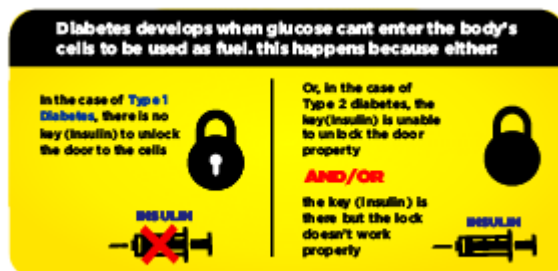 Diabetes develops when glucose cant enter the body's
cells to be used as fuel. this happens because either:
In the case of Type 1
Diabetes, there is no
key (Insulin) to unlock
the door to the cells
INSULIN
Or, in the case of
Type 2 diabetes, the
key(Insulin) is unable
to unlock the door
property
AND/OR
the key (Insulin) is
there but the lock
doesn't work
properly
INSULIN